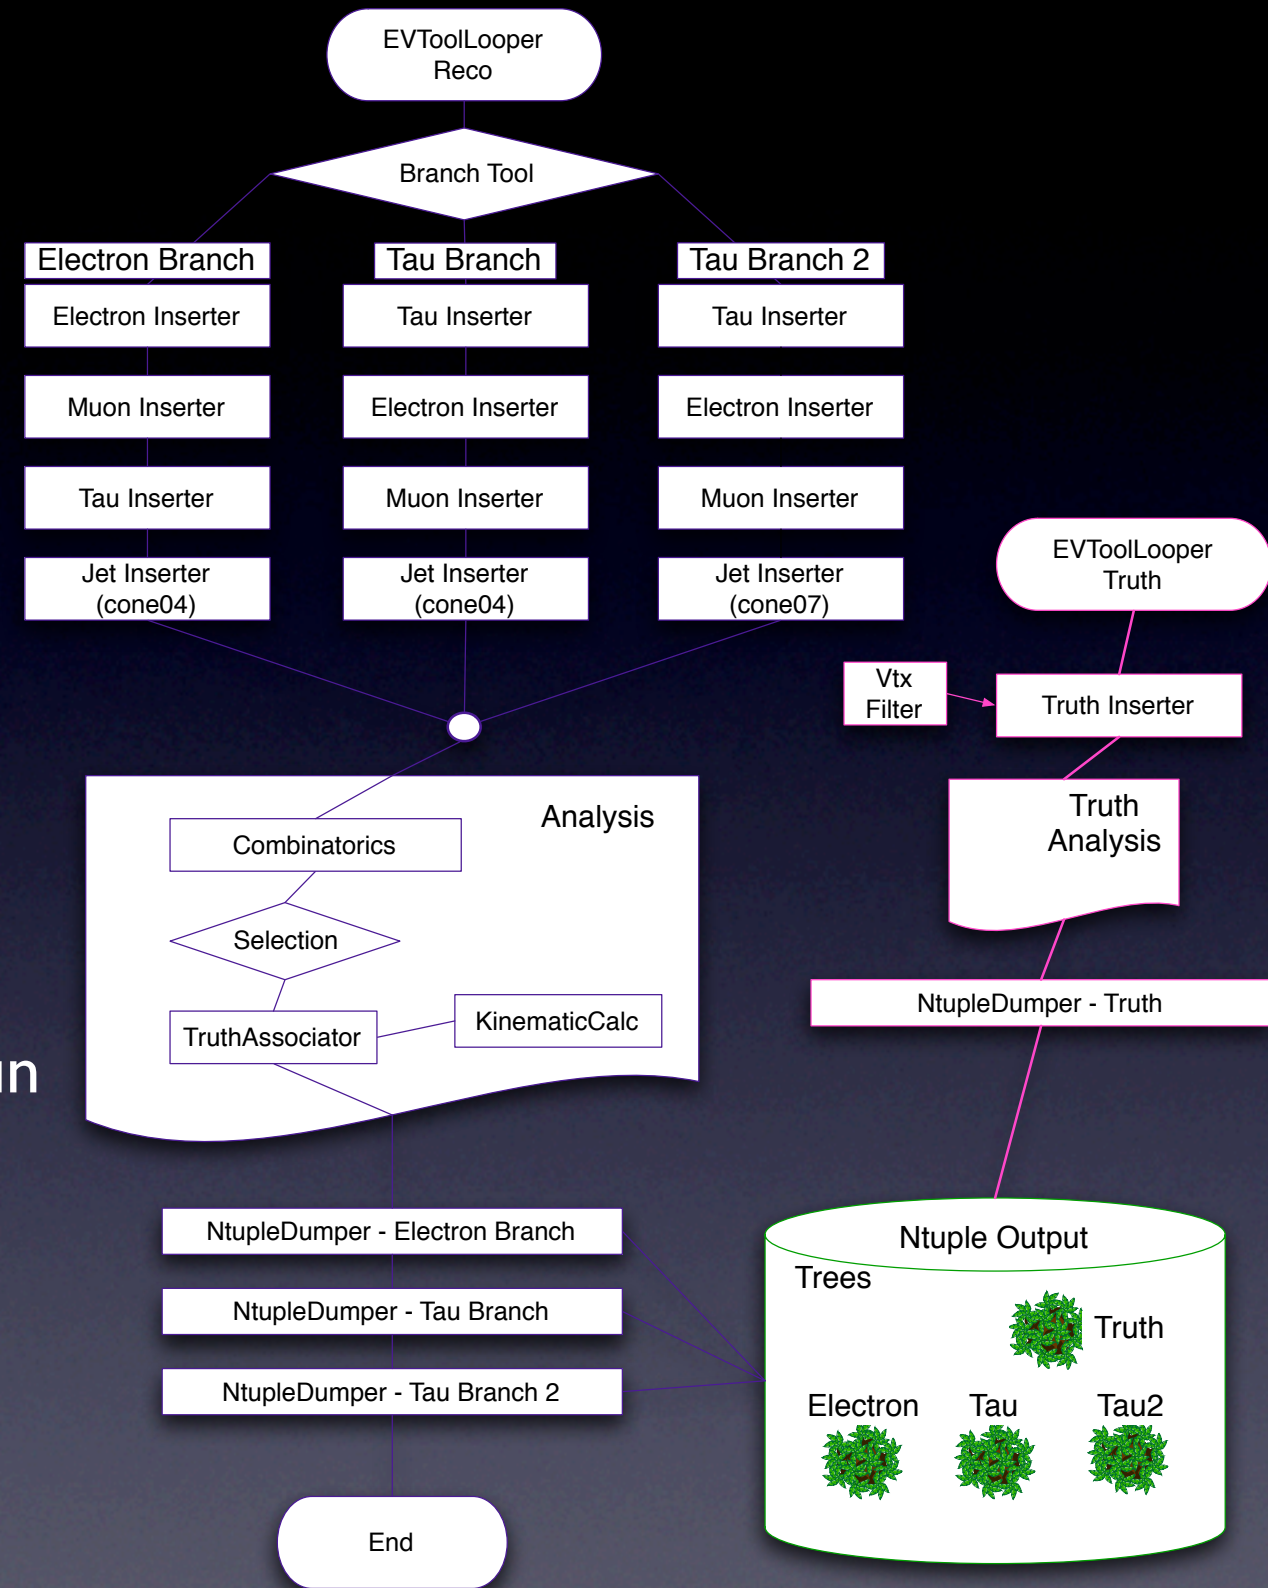 EVToolLooper
Reco
Branch Tool
Electron Branch
Tau Branch
Tau Branch 2
Electron Inserter
Tau Inserter
Tau Inserter
Muon Inserter
Electron Inserter
Electron Inserter
Tau Inserter
Muon Inserter
Muon Inserter
Jet Inserter
(cone04)
Jet Inserter
(cone04)
Jet Inserter
(cone07)
EVToolLooper
Truth
Vtx
Filter
Truth Inserter
Analysis
Combinatorics
Selection
TruthAssociator
KinematicCalc
Truth
Analysis
NtupleDumper - Truth
NtupleDumper - Electron Branch
NtupleDumper - Tau Branch
NtupleDumper - Tau Branch 2
End
Ntuple Output
Trees
Truth
Electron
Tau
Tau2